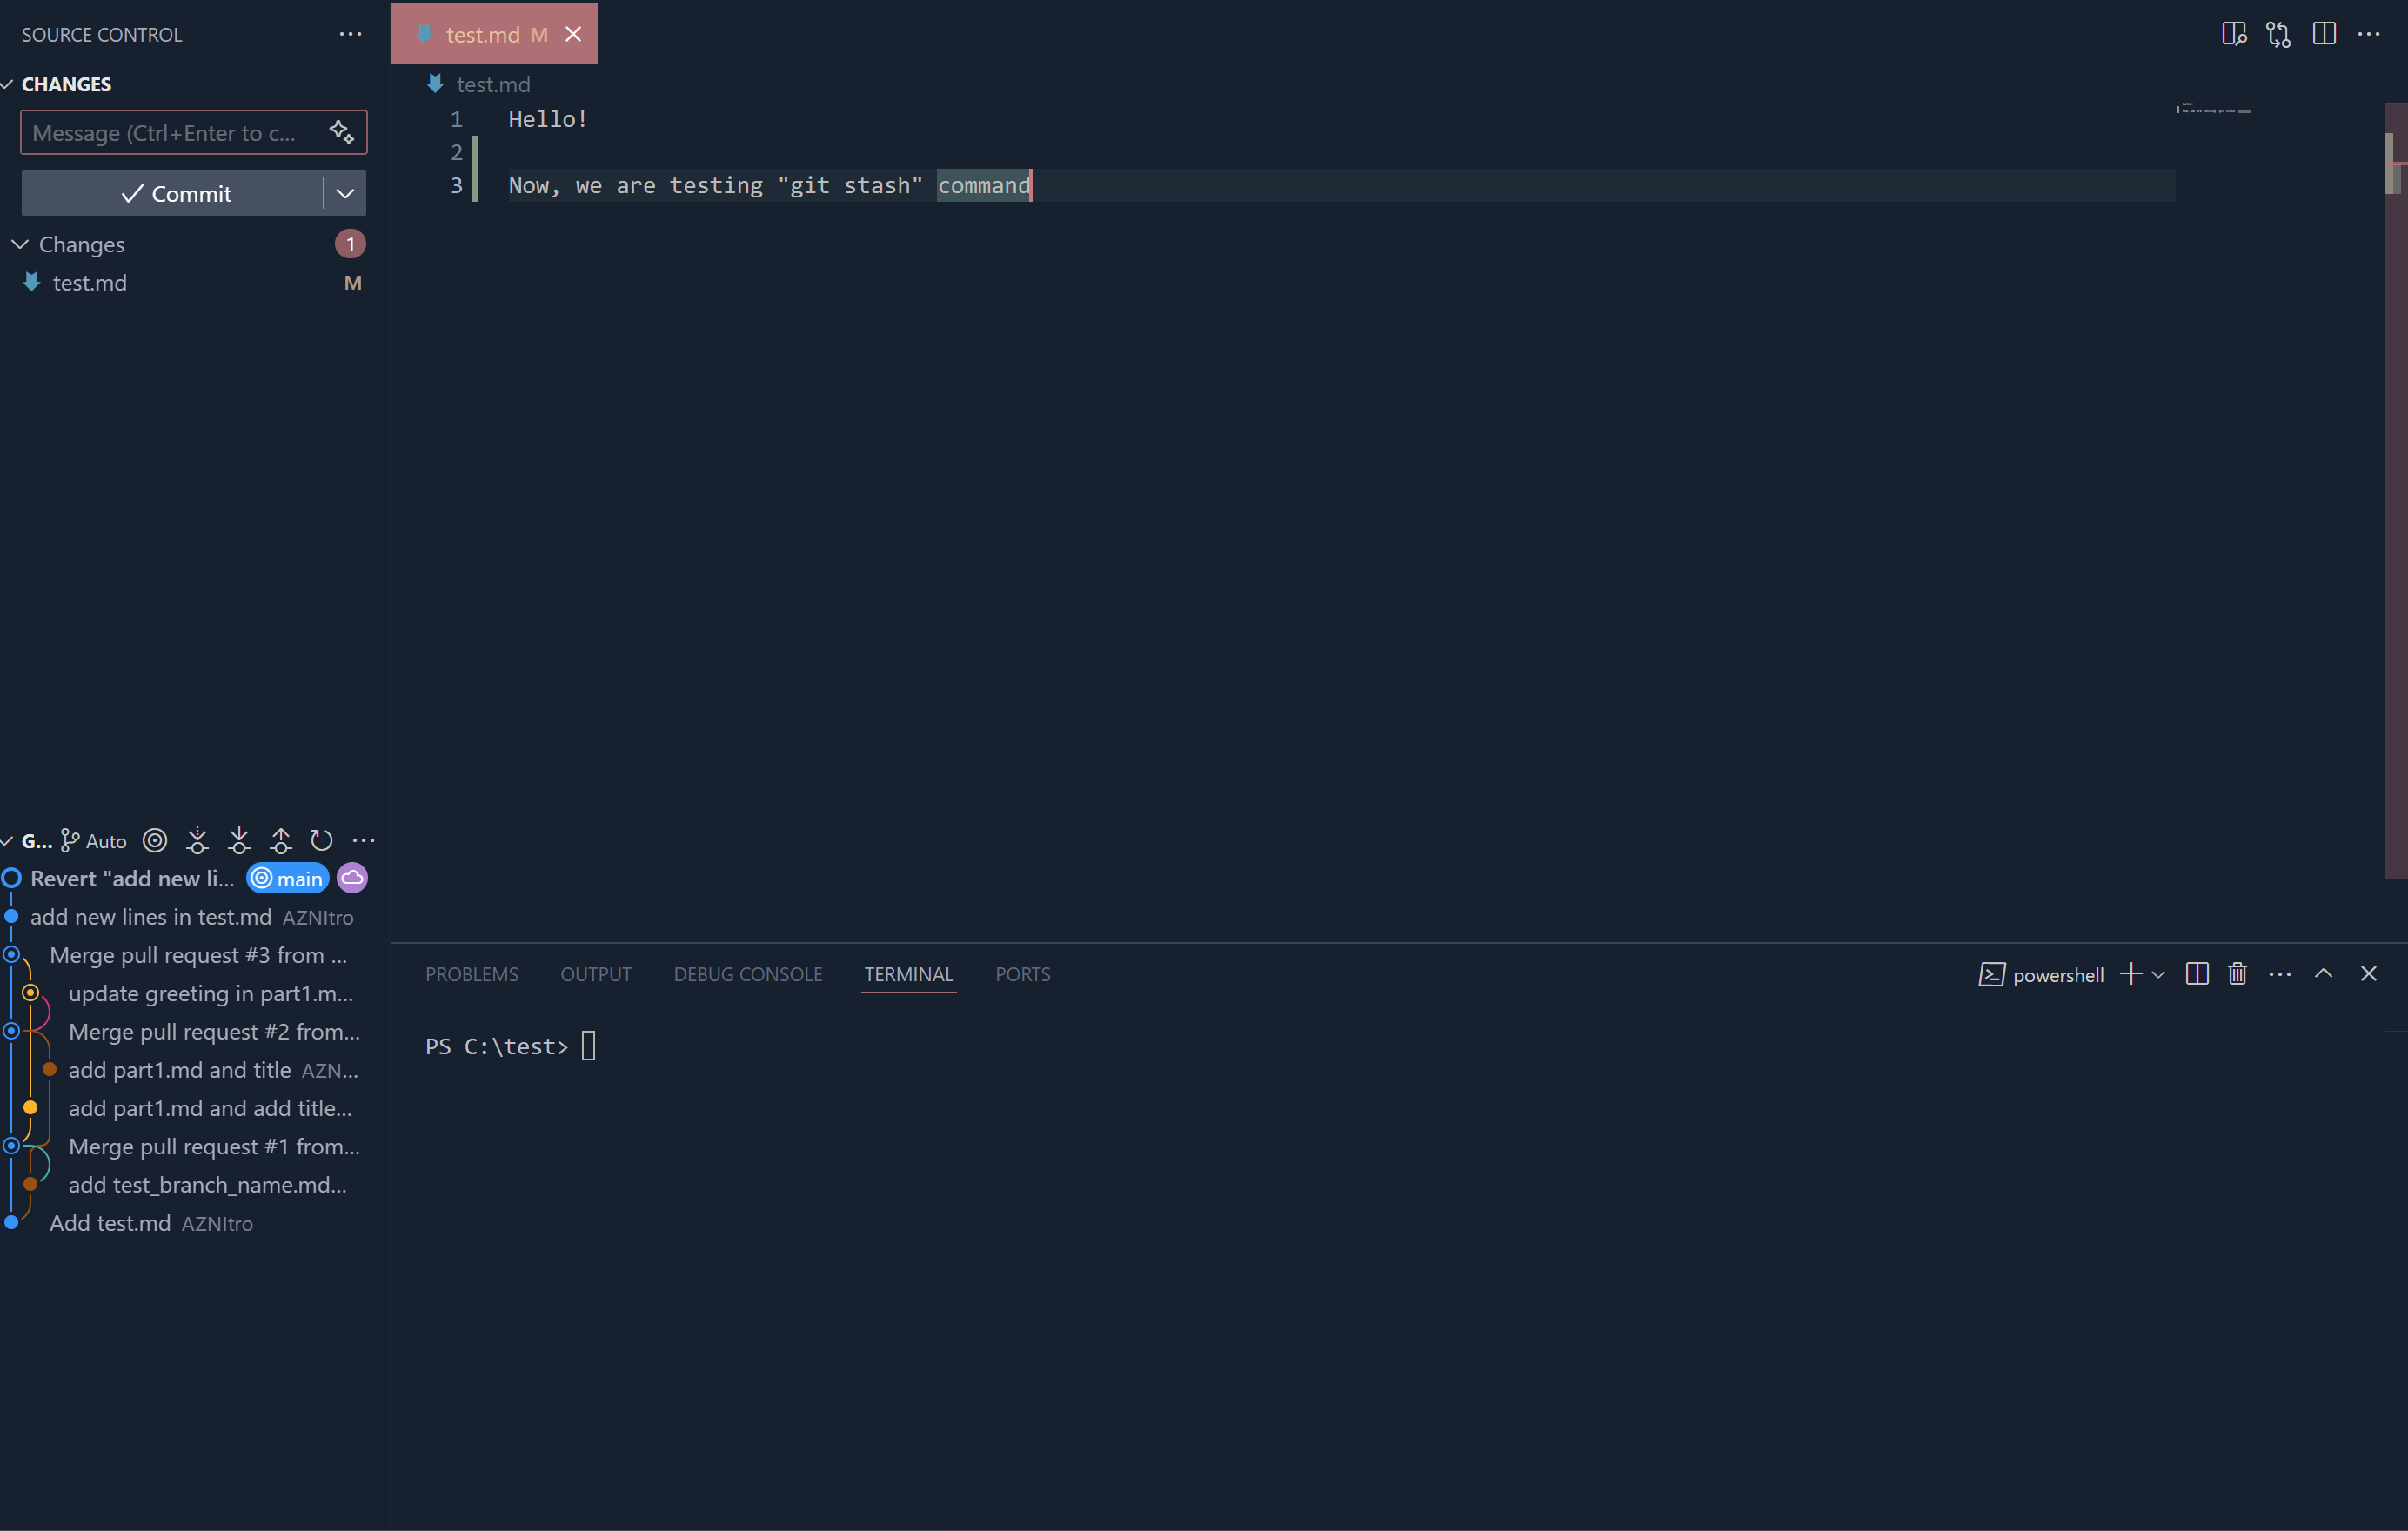 SOURCE CONTROL
CHANGES
Message (Ctrl+Enter to c...
Commit
Changes 1
test.md M
G... Auto
Revert "add new li... main
add new lines in test.md AZNItro
Merge pull request #3 from ...
update greeting in part1.m...
Merge pull request #2 from...
add part1.md and title AZN...
add part1.md and add title...
Merge pull request #1 from...
add test_branch_name.md...
Add test.md AZNItro
test.md M
test.md
1 Hello!
2
3 Now, we are testing "git stash" command
PROBLEMS OUTPUT DEBUG CONSOLE TERMINAL PORTS
powershell
PS C:\test>